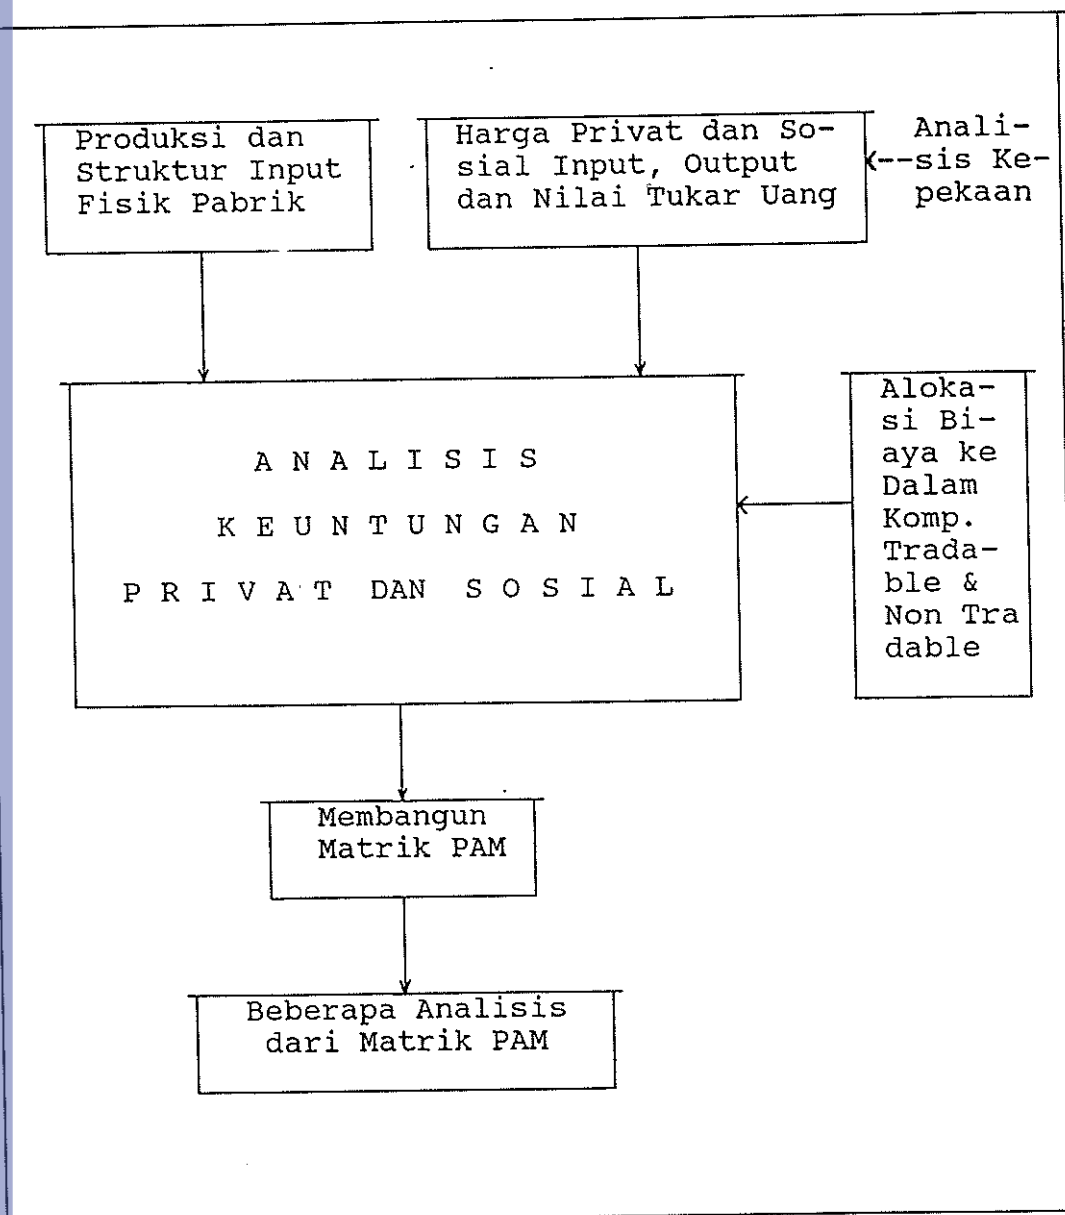 Produksi dan
Struktur Input
Fisik Pabrik
Harga Privat dan So-
sial Input, Output
dan Nilai Tukar Uang
Anali-
<--sis Ke-
pekaan
A N A L I S I S
K E U N T U N G A N
P R I V A T DAN S O S I A L
Aloka-
si Bi-
aya ke
Dalam
Komp.
Trada-
ble &
Non Tra
dable
Membangun
Matrik PAM
Beberapa Analisis
dari Matrik PAM